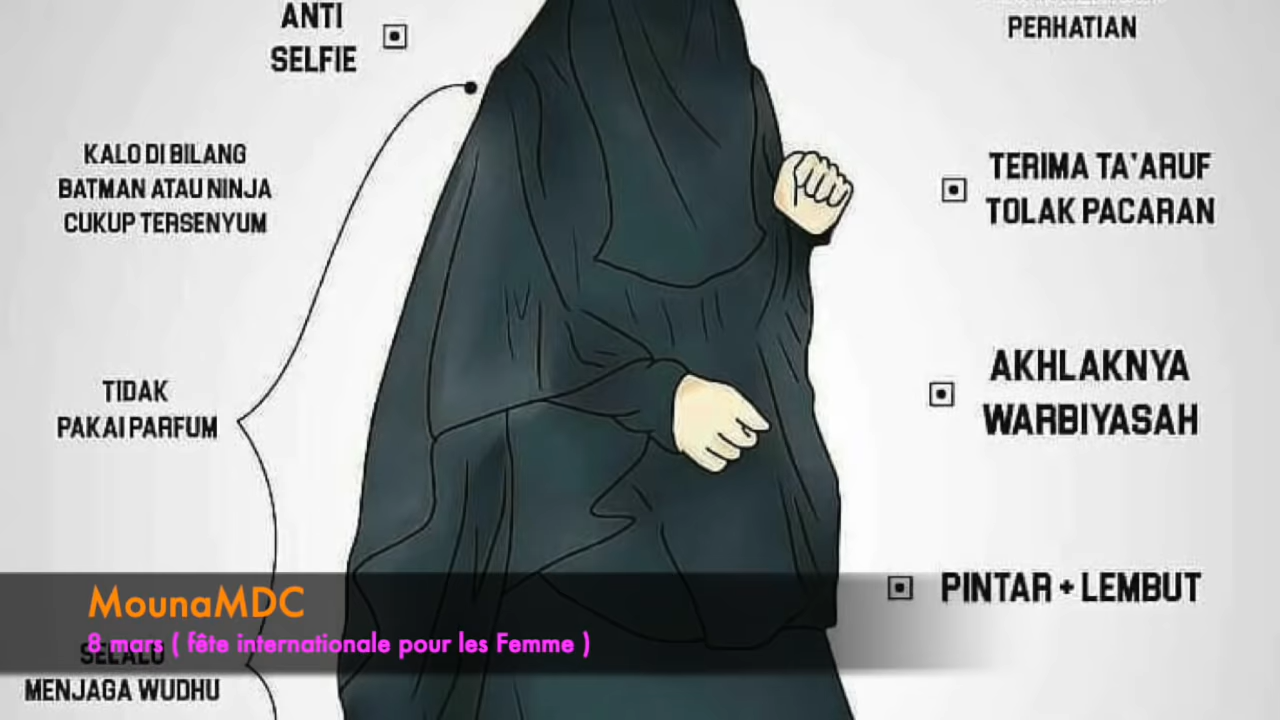 ANTI
SELFIE
PERHATIAN
KALO DI BILANG
BATMAN ATAU NINJA
CUKUP TERSENYUM
TERIMA TA'ARUF
TOLAK PACARAN
TIDAK
PAKAI PARFUM
AKHLAKNYA
WARBIYASAH
PINTAR + LEMBUT
MounaMDC
8 mars ( fête internationale pour les Femme )
SELALU
MENJAGA WUDHU